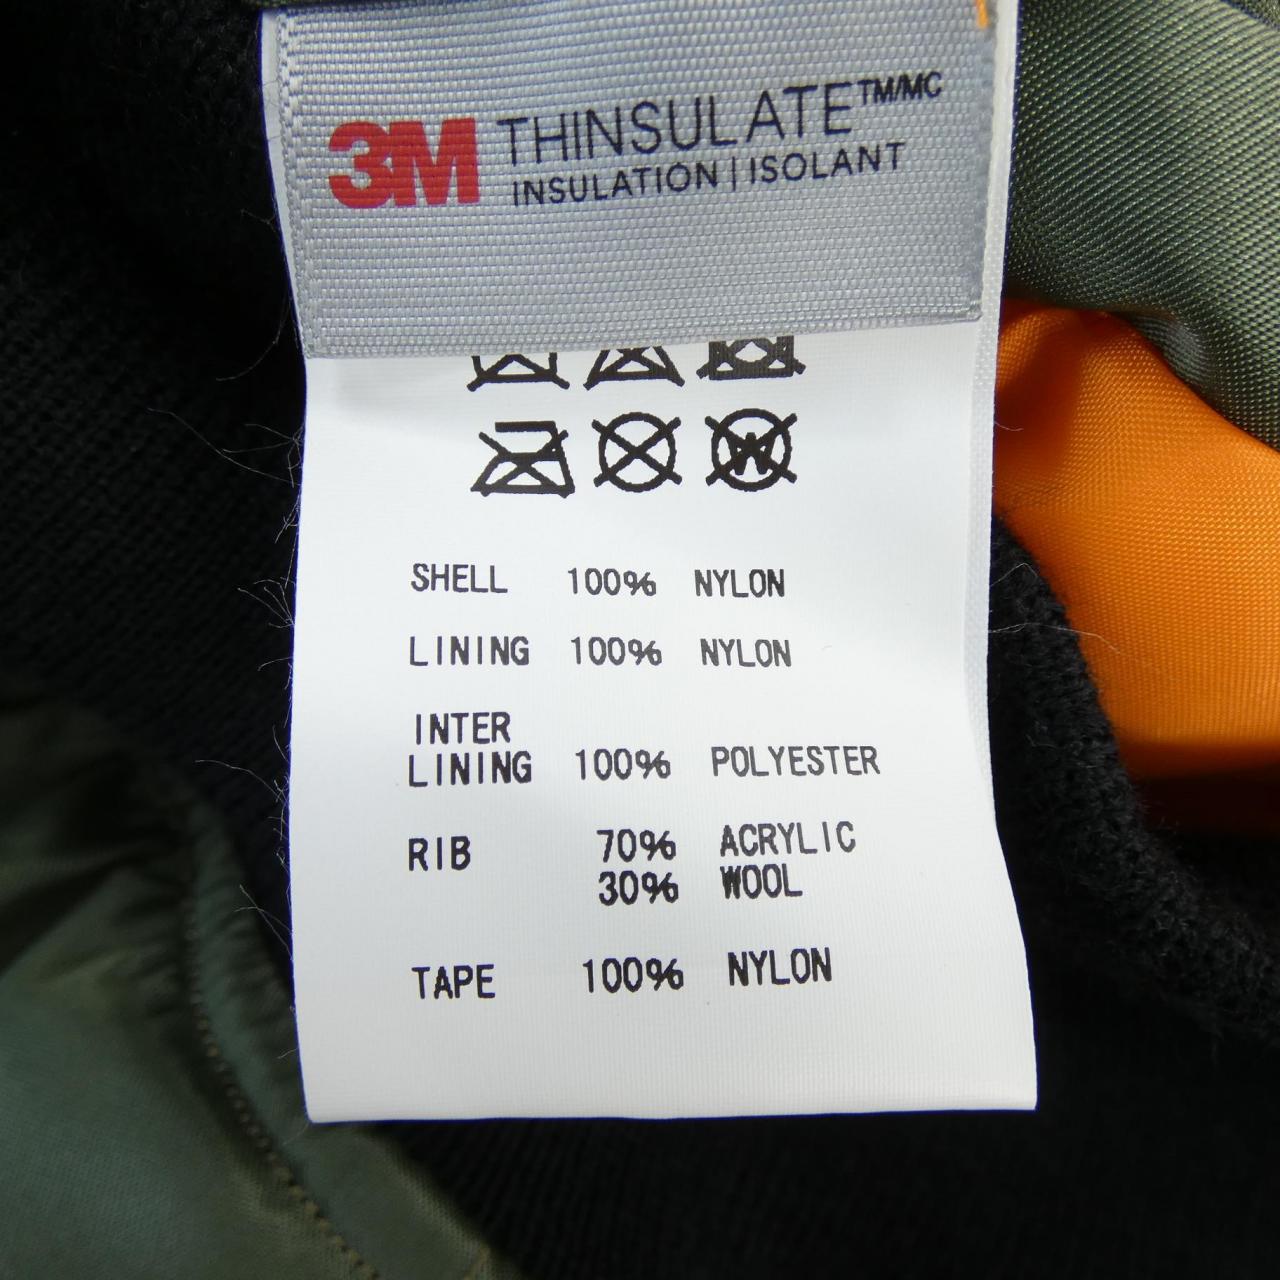 3M THINSULATE™/MC
INSULATION | ISOLANT
W
SHELL 100% NYLON
LINING 100% NYLON
INTER
LINING 100% POLYESTER
RIB 70% ACRYLIC
30% WOOL
TAPE 100% NYLON